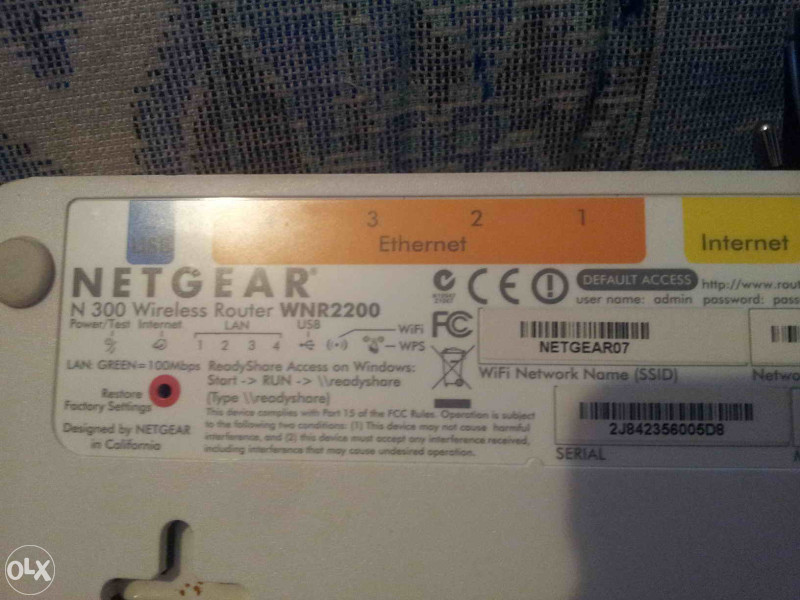 USB
3 2 1
Ethernet
Internet
NETGEAR®
N 300 Wireless Router WNR2200
DEFAULT ACCESS http://www.rout
user name: admin password: pass
Power/Test Internet LAN USB
1 2 3 4
WiFi
WPS
FC
NETGEAR07
WiFi Network Name (SSID)
Netwo
LAN: GREEN=100Mbps
ReadyShare Access on Windows:
Start -> RUN -> \\readyshare
(Type \\readyshare)
Restore
Factory Settings
This device complies with Part 15 of the FCC Rules. Operation is subject
to the following two conditions: (1) This device may not cause harmful
interference, and (2) this device must accept any interference received,
including interference that may cause undesired operation.
Designed by NETGEAR
in California
2J842356005D8
SERIAL
OLX